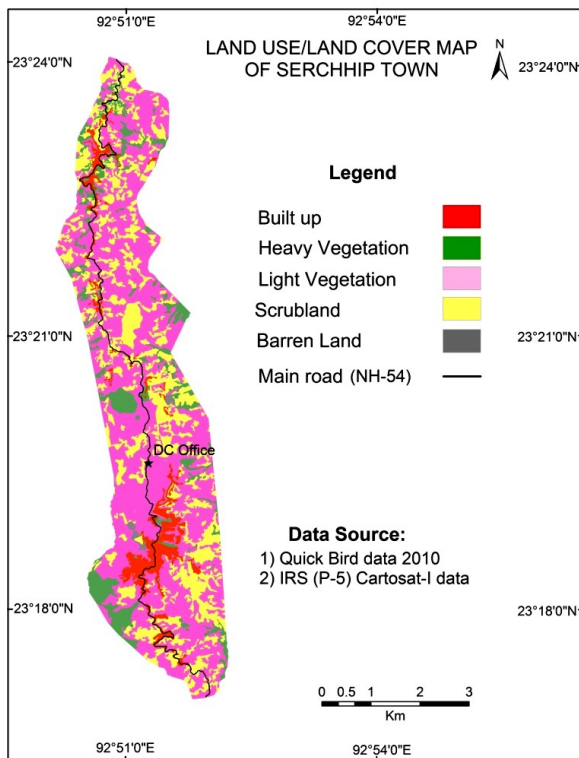 92°51'0"E 92°54'0"E
LAND USE/LAND COVER MAP
OF SERCHHIP TOWN
N
23°24'0"N 23°24'0"N
Legend
Built up
Heavy Vegetation
Light Vegetation
Scrubland
Barren Land
Main road (NH-54)
23°21'0"N 23°21'0"N
DC Office
Data Source:
1) Quick Bird data 2010
2) IRS (P-5) Cartosat-I data
23°18'0"N 23°18'0"N
0 0.5 1 2 3
Km
92°51'0"E 92°54'0"E